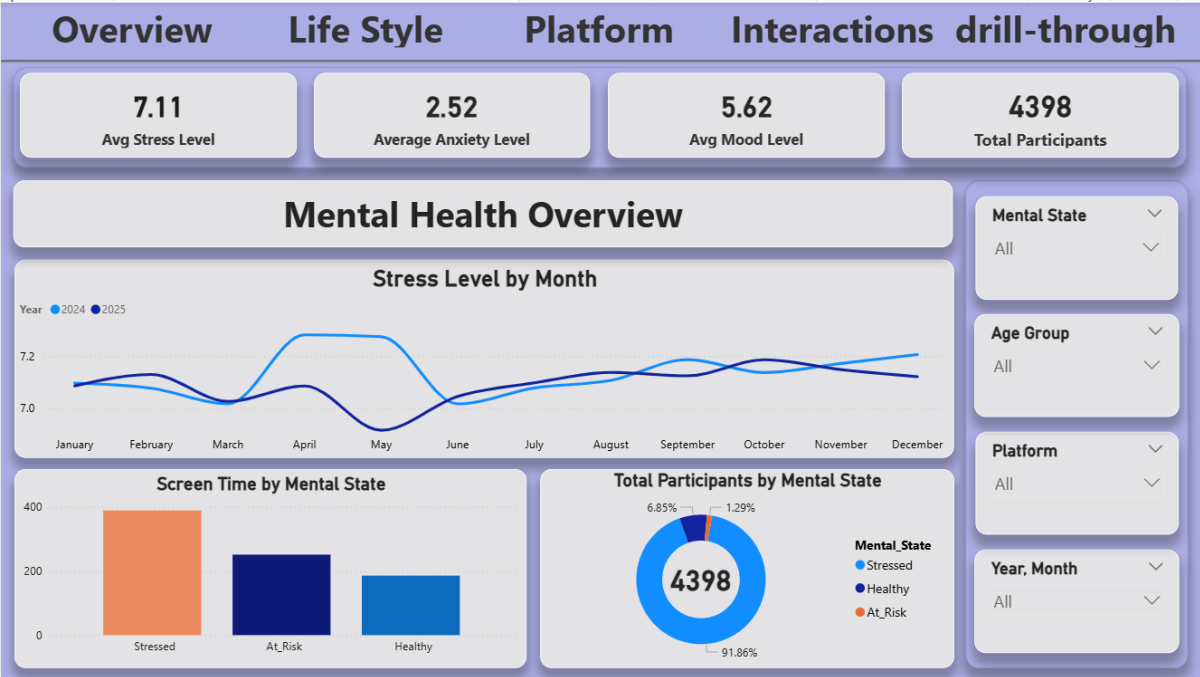 Overview Life Style Platform Interactions drill-through
7.11
Avg Stress Level
2.52
Average Anxiety Level
5.62
Avg Mood Level
4398
Total Participants
Mental Health Overview
Stress Level by Month
Year 2024 2025
7.2
7.0
January February March April May June July August September October November December
Screen Time by Mental State
400
200
0
Stressed At_Risk Healthy
Total Participants by Mental State
6.85% 1.29%
4398
91.86%
Mental_State
Stressed
Healthy
At_Risk
Mental State
All
Age Group
All
Platform
All
Year, Month
All